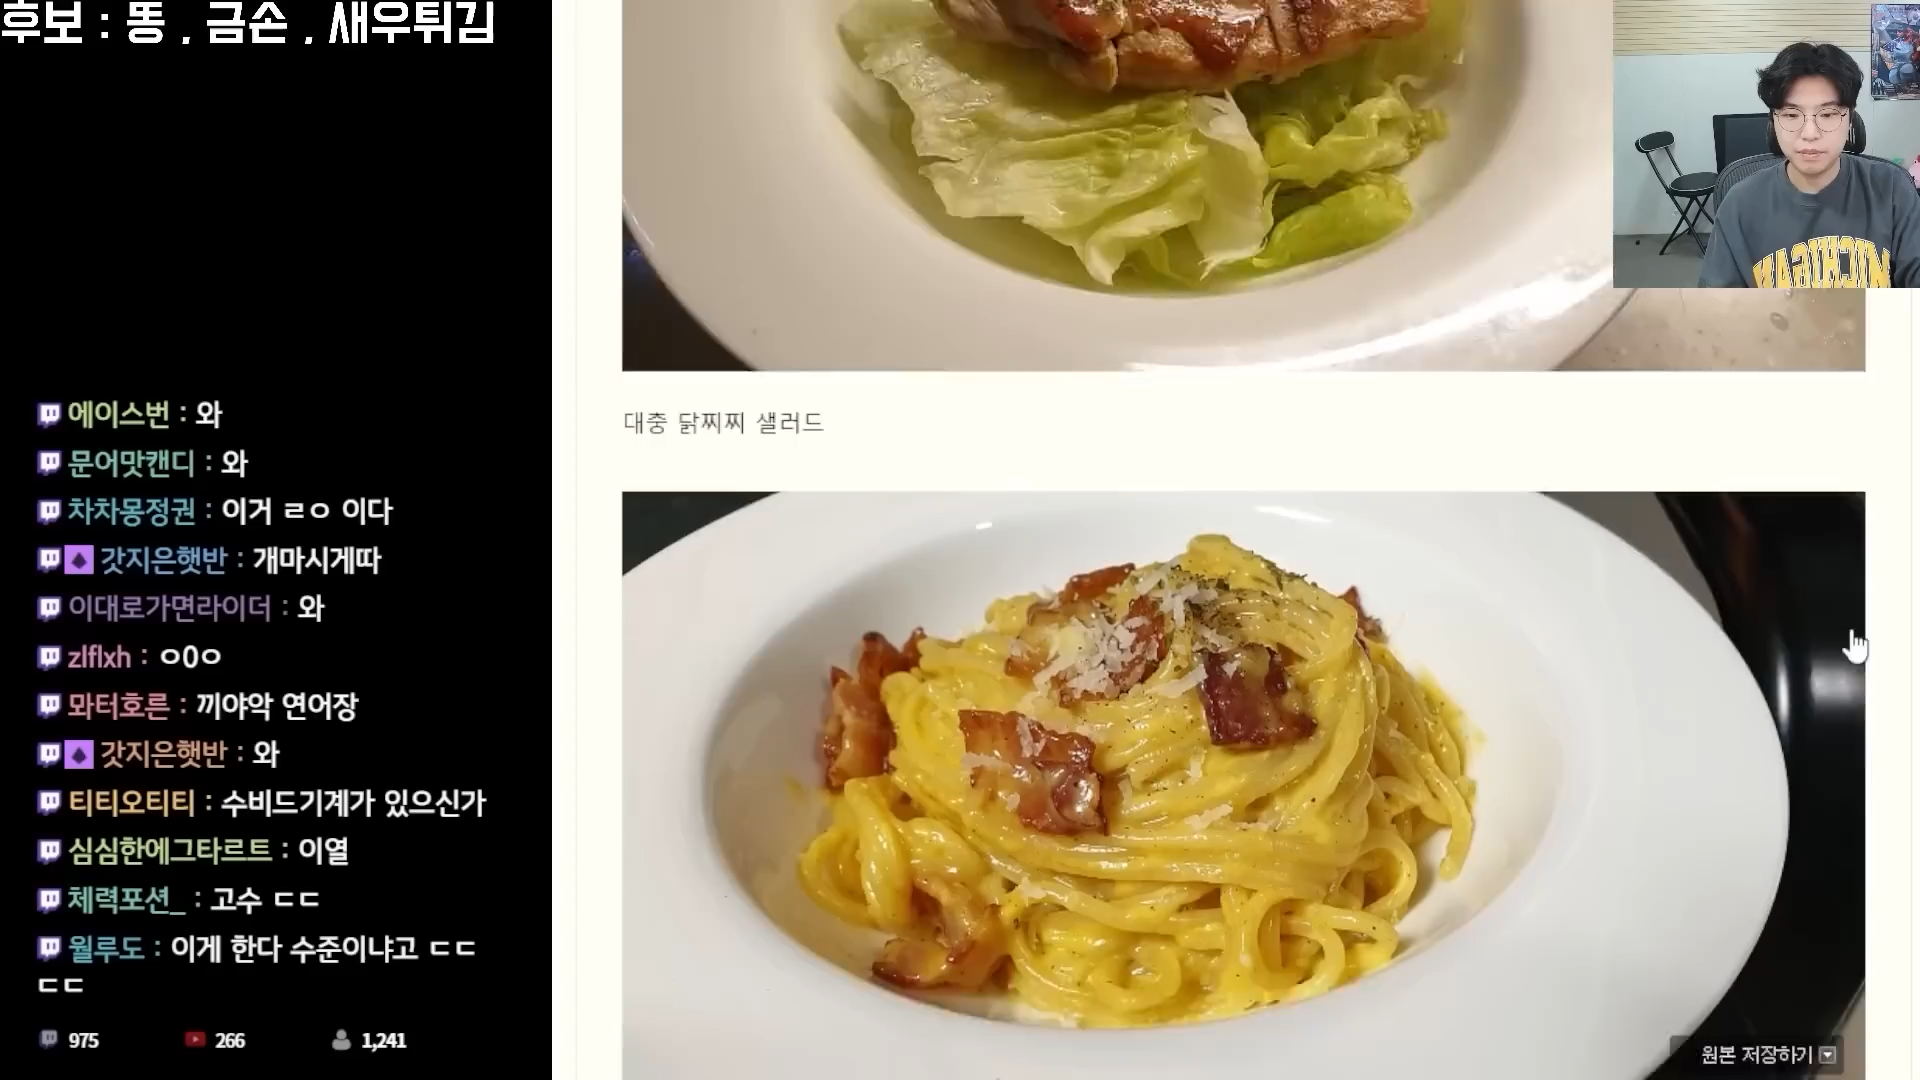 후보 : 똥 , 금손 , 새우튀김
에이스번 : 와
문어맛캔디 : 와
차차몽정권 : 이거 ㄹㅇ 이다
갓지은햇반 : 개마시게따
이대로가면라이더 : 와
zlflxh : ㅇ0ㅇ
뫄터호른 : 끼야악 연어장
갓지은햇반 : 와
티티오티티 : 수비드기계가 있으신가
심심한에그타르트 : 이열
체력포션_ : 고수 ㄷㄷ
월루도 : 이게 한다 수준이냐고 ㄷㄷ
ㄷㄷ
975 266 1,241
대충 닭찌찌 샐러드
MICHIGAN
원본 저장하기